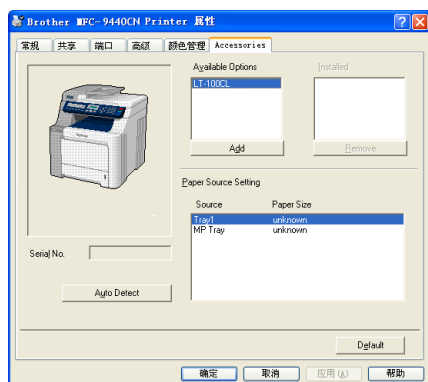 Brother MFC-9440CN Printer 属性
常规 共享 端口 高级 颜色管理 Accessories
Available Options Installed
LT-100CL
Add Remove
Paper Source Setting
Source Paper Size
Tray1 unknown
MP Tray unknown
Serial No.
Auto Detect
Default
确定 取消 应用(A) 帮助